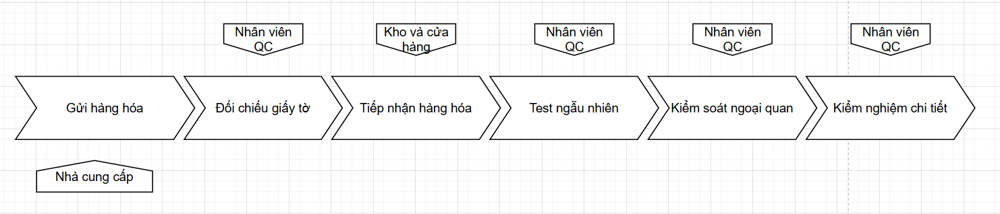 Nhân viên
QC
Kho và cửa
hàng
Nhân viên
QC
Nhân viên
QC
Nhân viên
QC
Gửi hàng hóa
Đối chiếu giấy tờ
Tiếp nhận hàng hóa
Test ngẫu nhiên
Kiểm soát ngoại quan
Kiểm nghiệm chi tiết
Nhà cung cấp